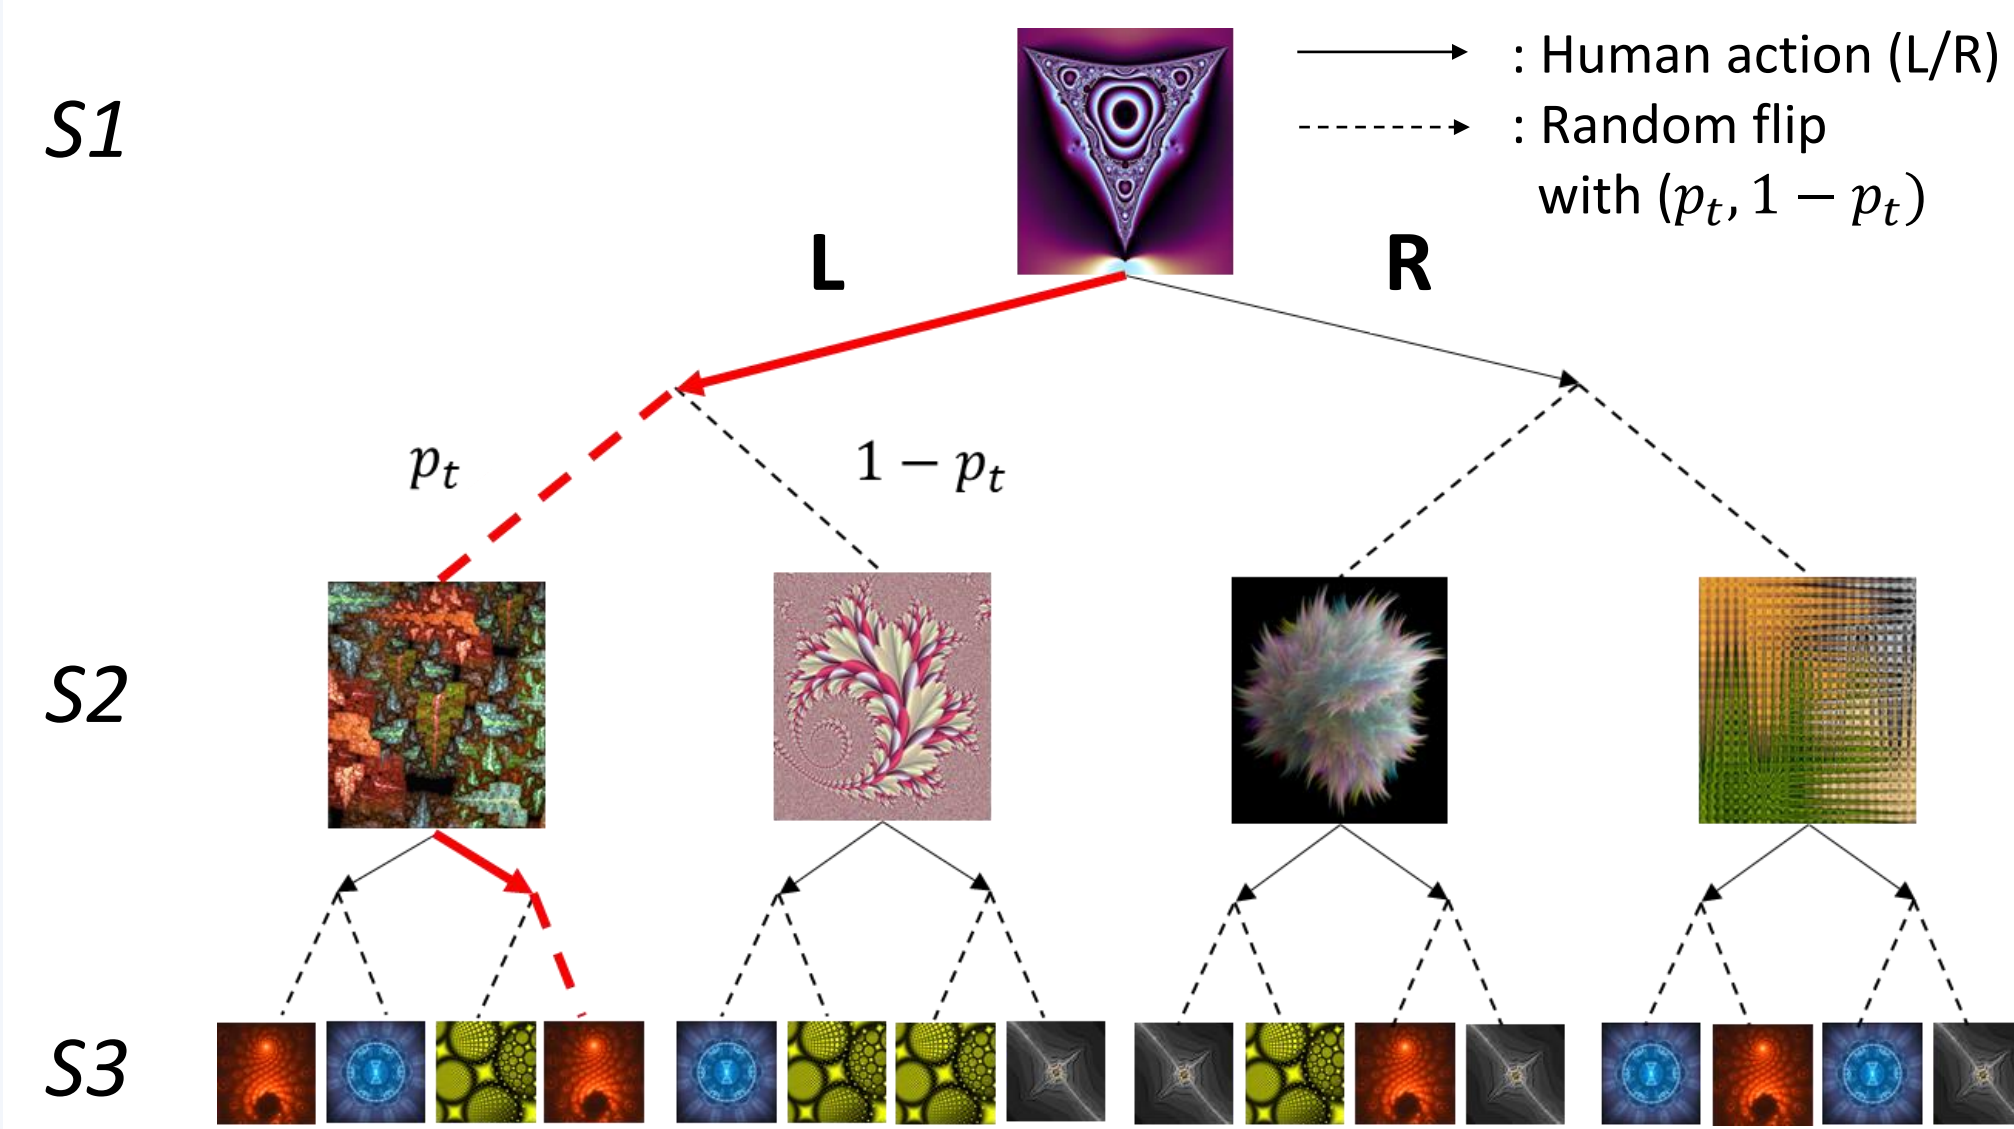 S1
: Human action (L/R)
: Random flip
with (𝑝ₜ, 1 − 𝑝ₜ)
L
R
𝑝ₜ
1 − 𝑝ₜ
S2
S3